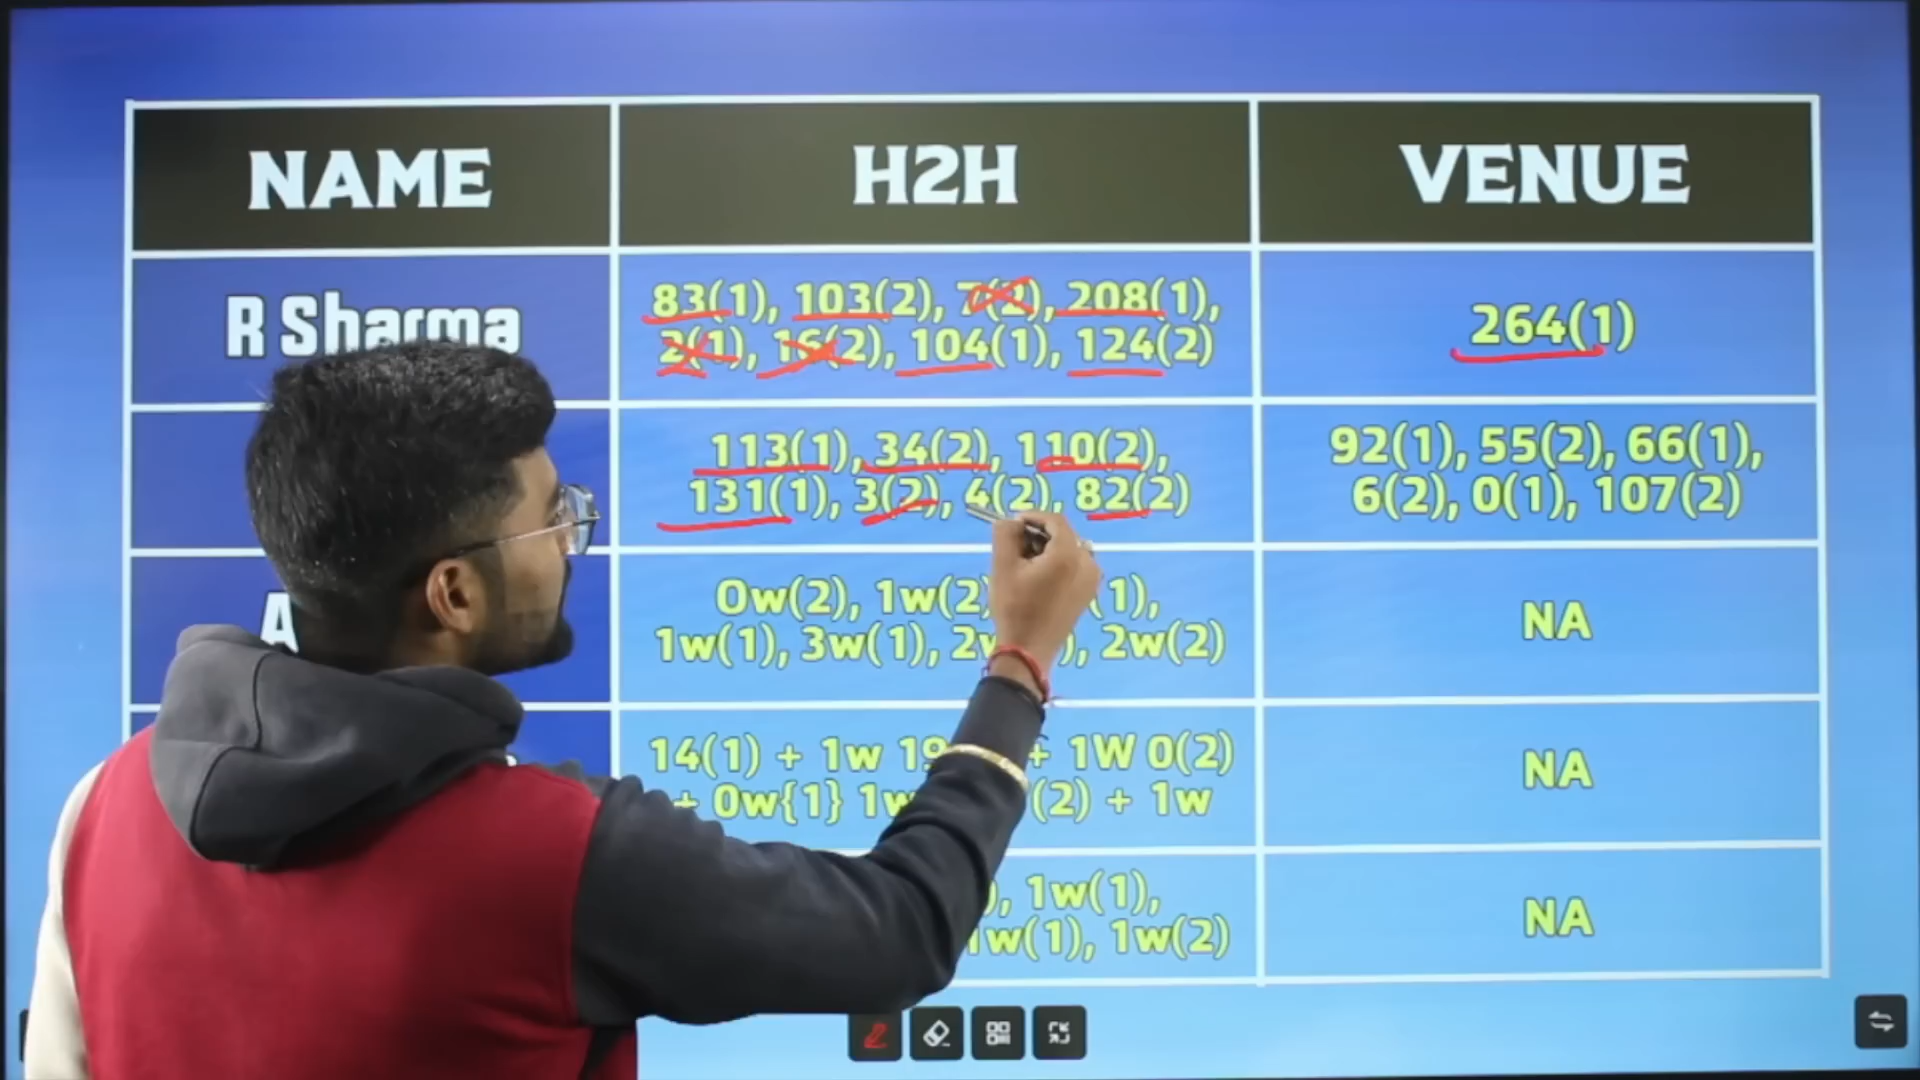 NAME H2H VENUE
R Sharma
83(1), 103(2), 7(2), 208(1),
2(1), 16(2), 104(1), 124(2)
264(1)
113(1), 34(2), 110(2),
131(1), 3(2), 4(2), 82(2)
92(1), 55(2), 66(1),
6(2), 0(1), 107(2)
A
0w(2), 1w(2) (1),
1w(1), 3w(1), 2w ), 2w(2)
NA
14(1) + 1w 19 + 1W 0(2)
+ 0w{1} 1w (2) + 1w
NA
), 1w(1),
1w(1), 1w(2)
NA